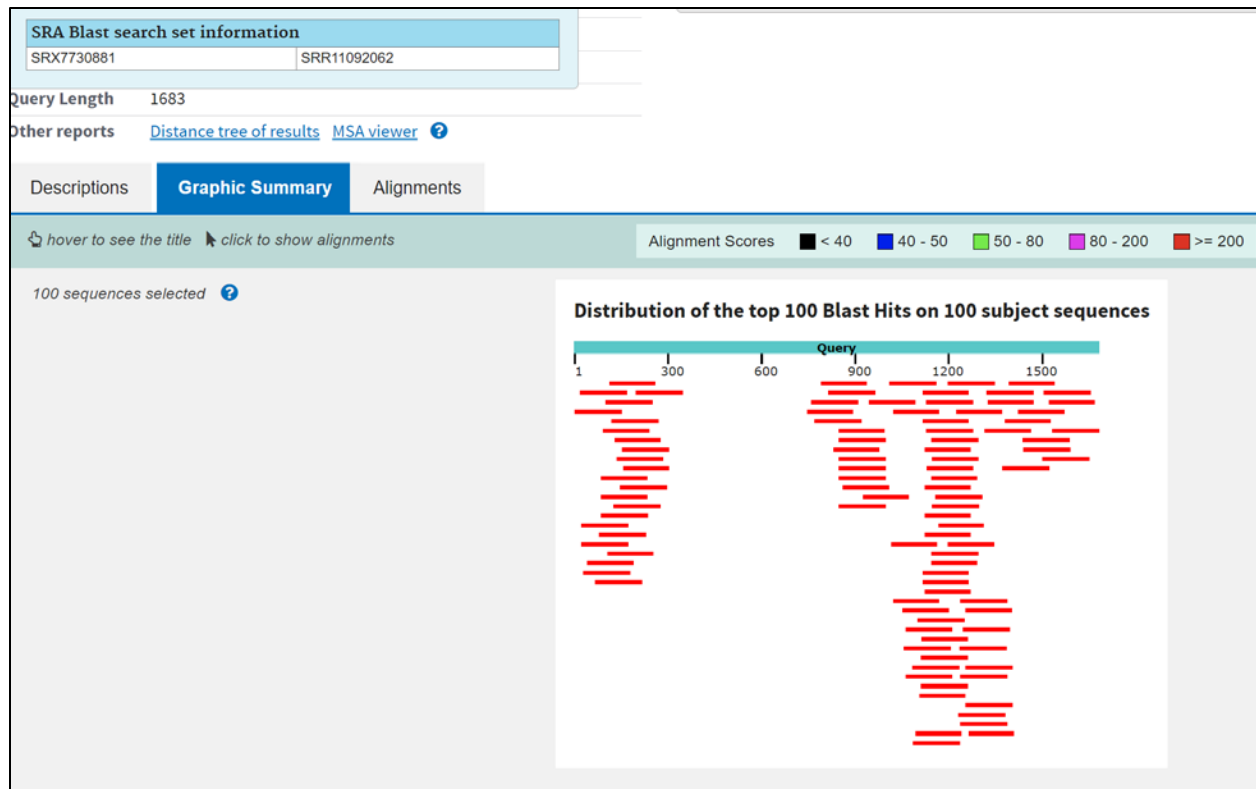 SRA Blast search set information
SRX7730881 SRR11092062
Query Length 1683
Other reports Distance tree of results MSA viewer ?
Descriptions Graphic Summary Alignments
hover to see the title click to show alignments Alignment Scores < 40 40 - 50 50 - 80 80 - 200 >= 200
100 sequences selected ?
Distribution of the top 100 Blast Hits on 100 subject sequences
Query
1 300 600 900 1200 1500